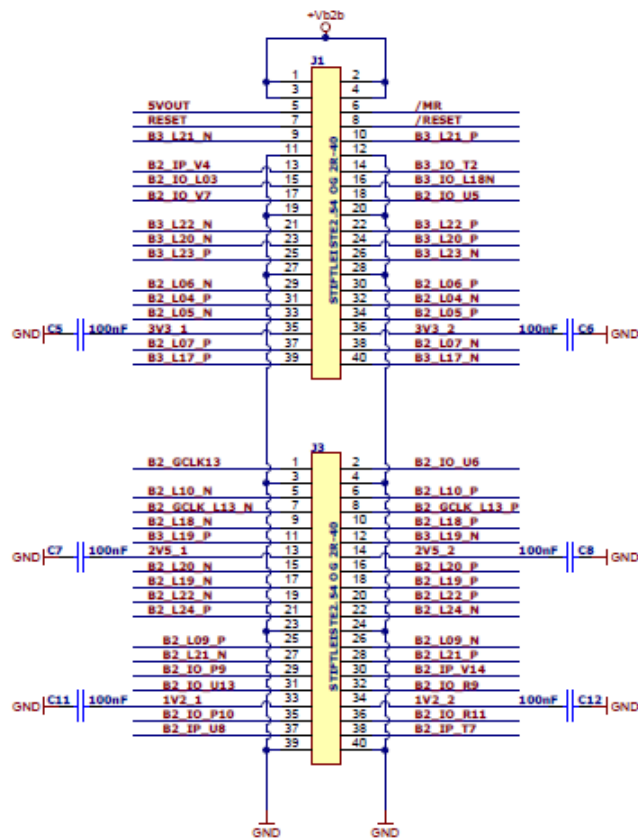 +Vb2b
J1
1 2
3 4
5VOUT 5 6 /MR
RESET 7 8 /RESET
B3_L21_N 9 10 B3_L21_P
11 12
B2_IP_V4 13 14 B3_IO_T2
B2_IO_L03 15 16 B3_IO_L18N
B2_IO_V7 17 18 B2_IO_U5
19 20
B3_L22_N 21 22 B3_L22_P
B3_L20_N 23 24 B3_L20_P
B3_L23_P 25 26 B3_L23_N
27 28
B2_L06_N 29 30 B2_L06_P
B2_L04_P 31 32 B2_L04_N
B2_L05_N 33 34 B2_L05_P
GND C5 100nF 3V3_1 35 36 3V3_2 100nF C6 GND
B2_L07_P 37 38 B2_L07_N
B3_L17_P 39 40 B3_L17_N
STIFTLEISTE2.54 OG 2R-40
J3
B2_GCLK13 1 2 B2_IO_U6
3 4
B2_L10_N 5 6 B2_L10_P
B2_GCLK_L13_N 7 8 B2_GCLK_L13_P
B2_L18_N 9 10 B2_L18_P
B3_L19_P 11 12 B3_L19_N
GND C7 100nF 2V5_1 13 14 2V5_2 100nF C8 GND
B2_L20_N 15 16 B2_L20_P
B2_L19_N 17 18 B2_L19_P
B2_L22_N 19 20 B2_L22_P
B2_L24_P 21 22 B2_L24_N
23 24
B2_L09_P 25 26 B2_L09_N
B2_L21_N 27 28 B2_L21_P
B2_IO_P9 29 30 B2_IP_V14
B2_IO_U13 31 32 B2_IO_R9
GND C11 100nF 1V2_1 33 34 1V2_2 100nF C12 GND
B2_IO_P10 35 36 B2_IO_R11
B2_IP_U8 37 38 B2_IP_T7
39 40
STIFTLEISTE2.54 OG 2R-40
GND GND